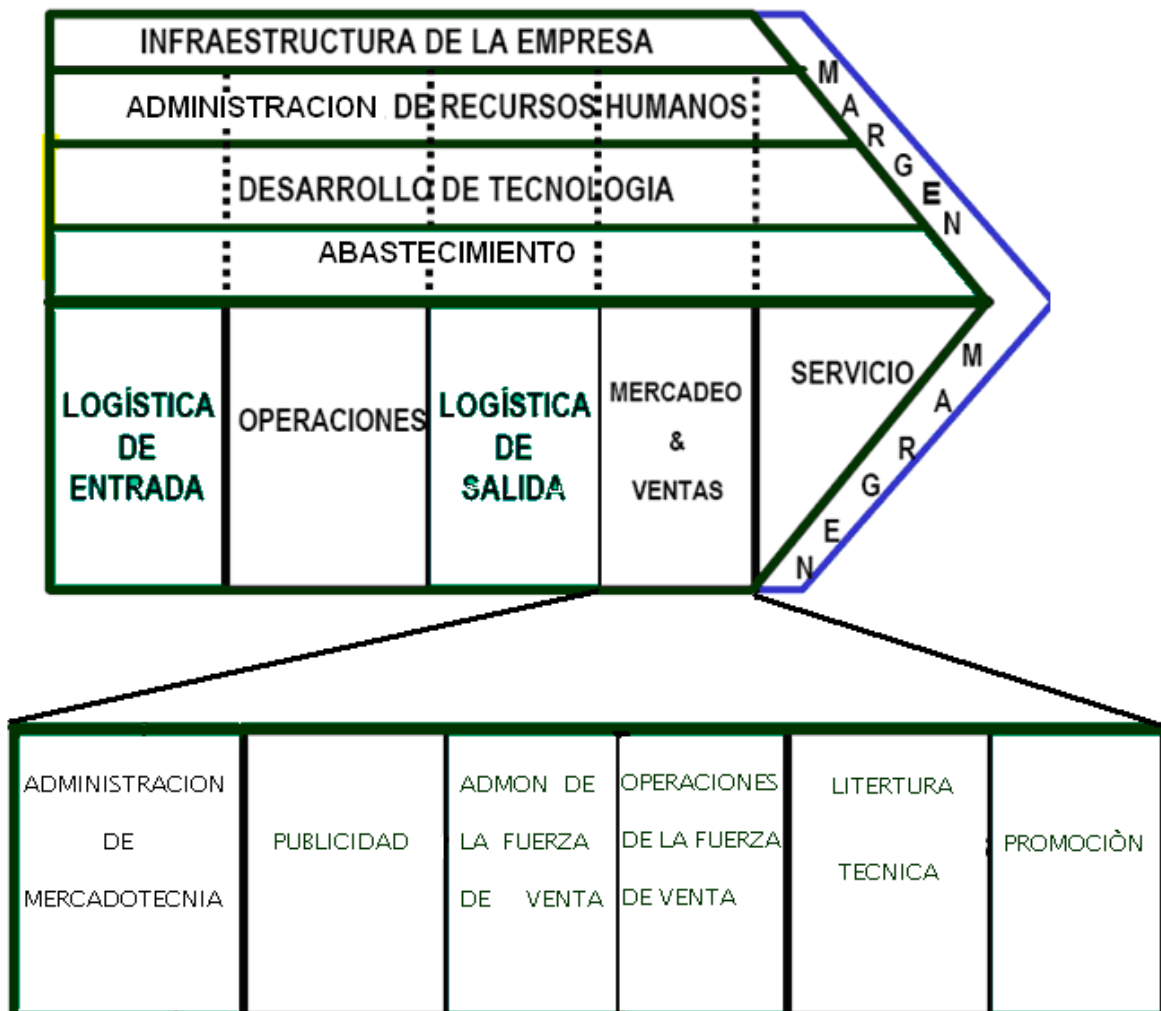 INFRAESTRUCTURA DE LA EMPRESA
ADMINISTRACION DE RECURSOS HUMANOS
DESARROLLO DE TECNOLOGIA
ABASTECIMIENTO
MARGEN
LOGÍSTICA
DE
ENTRADA
OPERACIONES
LOGÍSTICA
DE
SALIDA
MERCADEO
&
VENTAS
SERVICIO
MARGEN
ADMINISTRACION
DE
MERCADOTECNIA
PUBLICIDAD
ADMON DE
LA FUERZA
DE VENTA
OPERACIONES
DE LA FUERZA
DE VENTA
LITERTURA
TECNICA
PROMOCIÒN